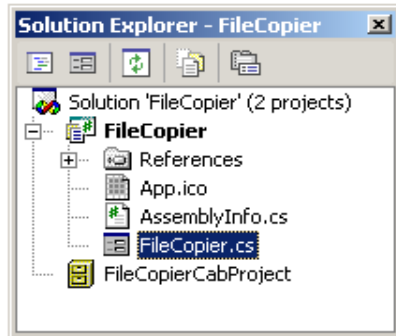 Solution Explorer - FileCopier
Solution 'FileCopier' (2 projects)
FileCopier
References
App.ico
AssemblyInfo.cs
FileCopier.cs
FileCopierCabProject